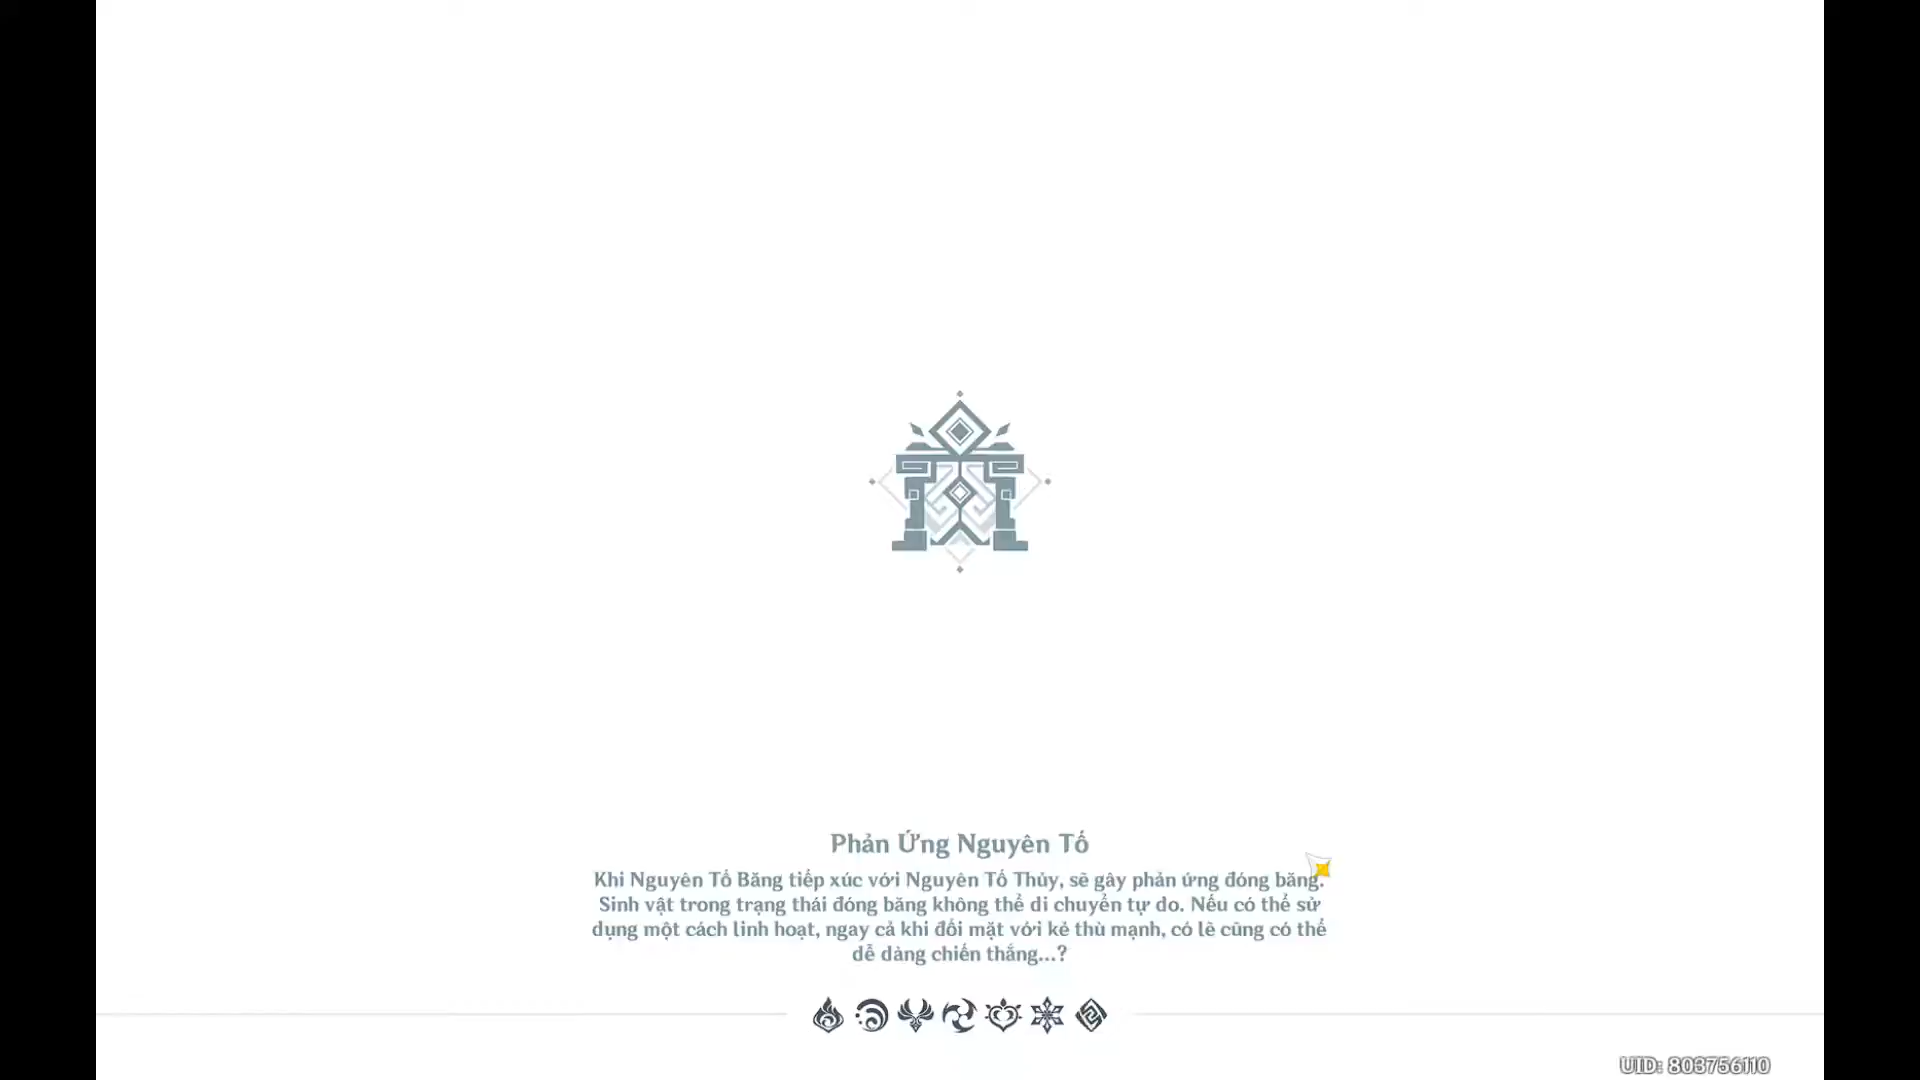 Phản Ứng Nguyên Tố
Khi Nguyên Tố Băng tiếp xúc với Nguyên Tố Thủy, sẽ gây phản ứng đóng băng.
Sinh vật trong trạng thái đóng băng không thể di chuyển tự do. Nếu có thể sử
dụng một cách linh hoạt, ngay cả khi đối mặt với kẻ thù mạnh, có lẽ cũng có thể
dễ dàng chiến thắng...?
UID: 803756110